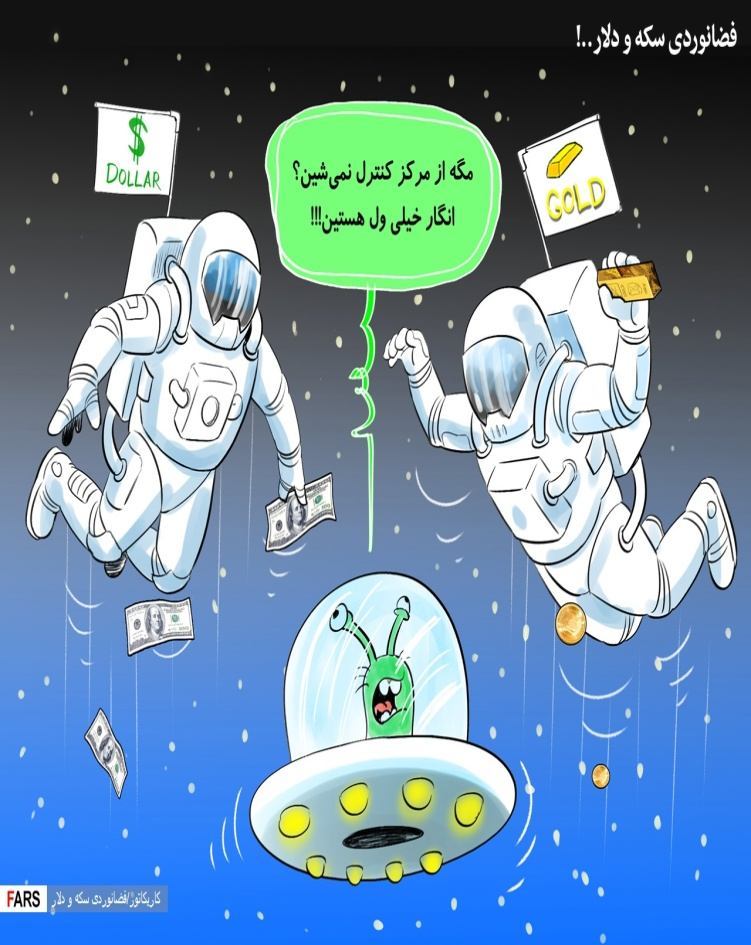 فضانوردی سکه و دلار..!
$
DOLLAR
GOLD
مگه از مرکز کنترل نمی‌شین؟
انگار خیلی ول هستین!!!
FARS کاریکاتور/فضانوردی سکه و دلار